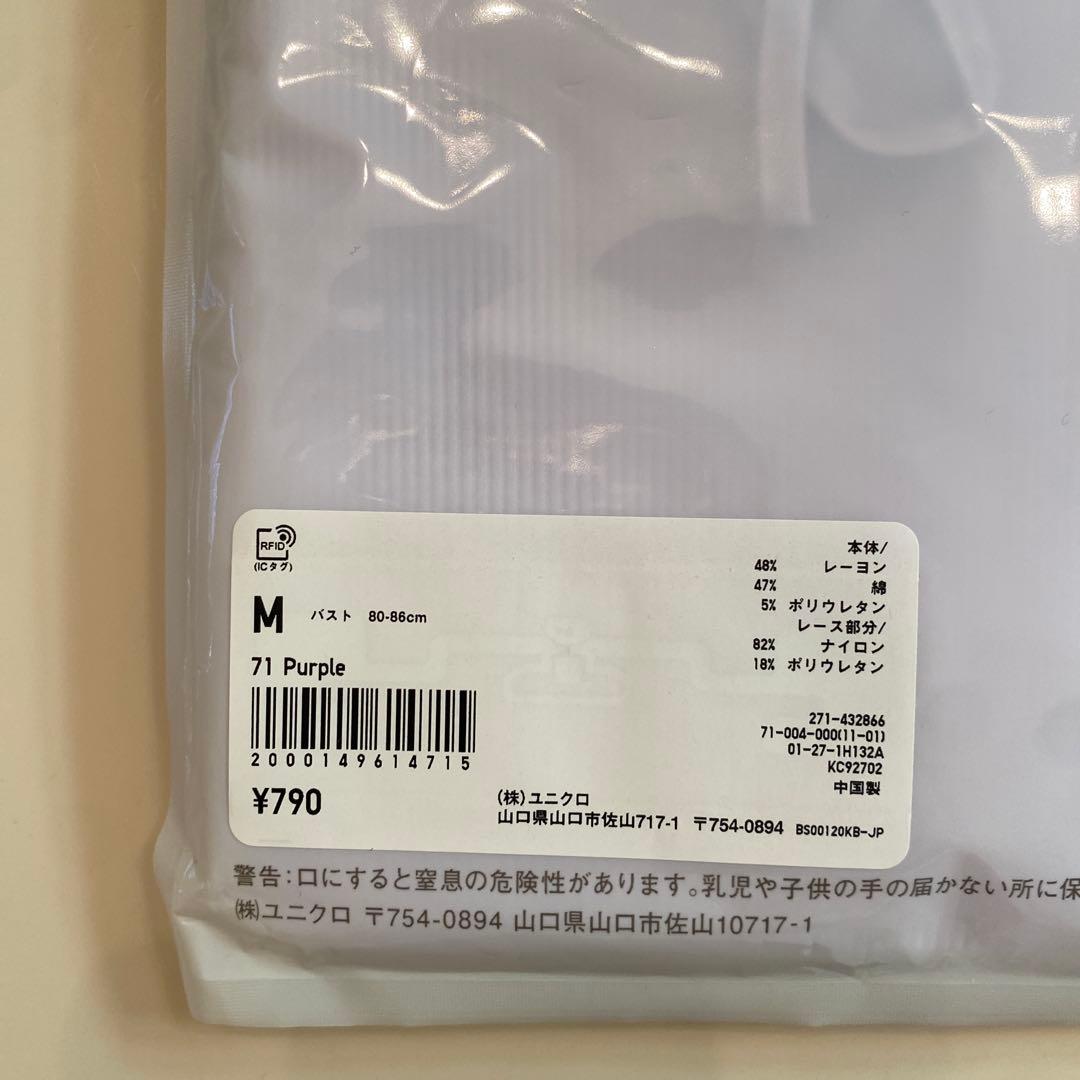 RFID
(ICタグ)
M バスト 80-86cm
71 Purple
2000149614715
¥790
本体/
48% レーヨン
47% 綿
5% ポリウレタン
レース部分/
82% ナイロン
18% ポリウレタン
271-432866
71-004-000(11-01)
01-27-1H132A
KC92702
中国製
(株)ユニクロ
山口県山口市佐山717-1 〒754-0894 BS00120KB-JP
警告:口にすると窒息の危険性があります。乳児や子供の手の届かない所に保
㈱ユニクロ 〒754-0894 山口県山口市佐山10717-1